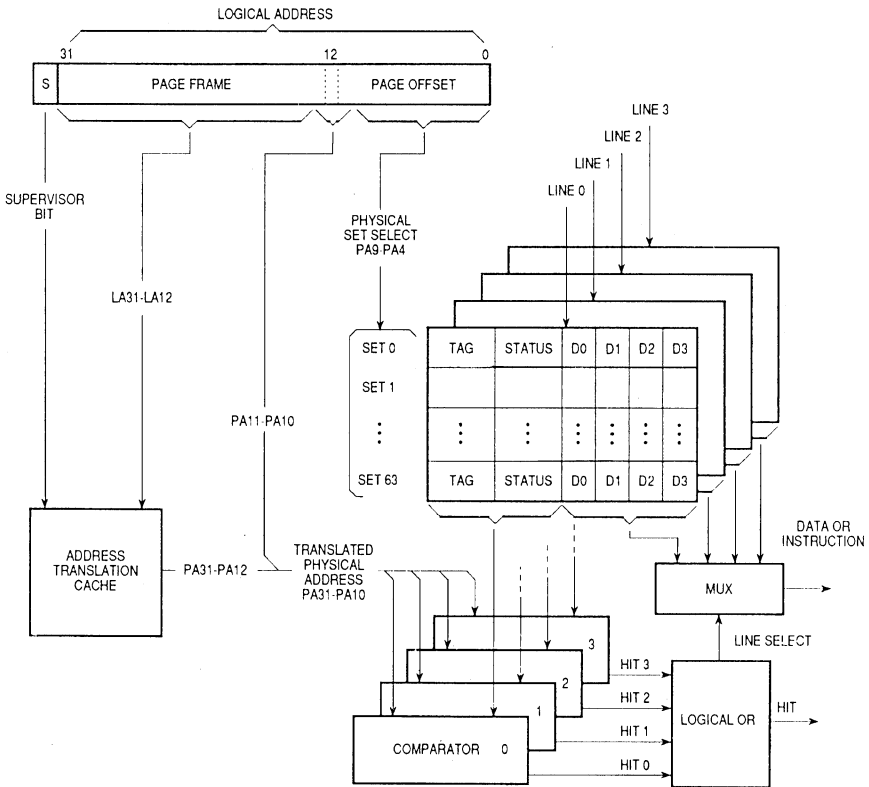 LOGICAL ADDRESS
31 12 0
S PAGE FRAME PAGE OFFSET
LINE 3
LINE 2
LINE 1
LINE 0
SUPERVISOR
BIT
PHYSICAL
SET SELECT
PA9-PA4
LA31-LA12
SET 0 TAG STATUS D0 D1 D2 D3
SET 1
PA11-PA10
SET 63 TAG STATUS D0 D1 D2 D3
DATA OR
INSTRUCTION
ADDRESS
TRANSLATION
CACHE
PA31-PA12
TRANSLATED
PHYSICAL
ADDRESS
PA31-PA10
MUX
LINE SELECT
3
HIT 3
2
HIT 2
LOGICAL OR
HIT
1
HIT 1
COMPARATOR 0
HIT 0